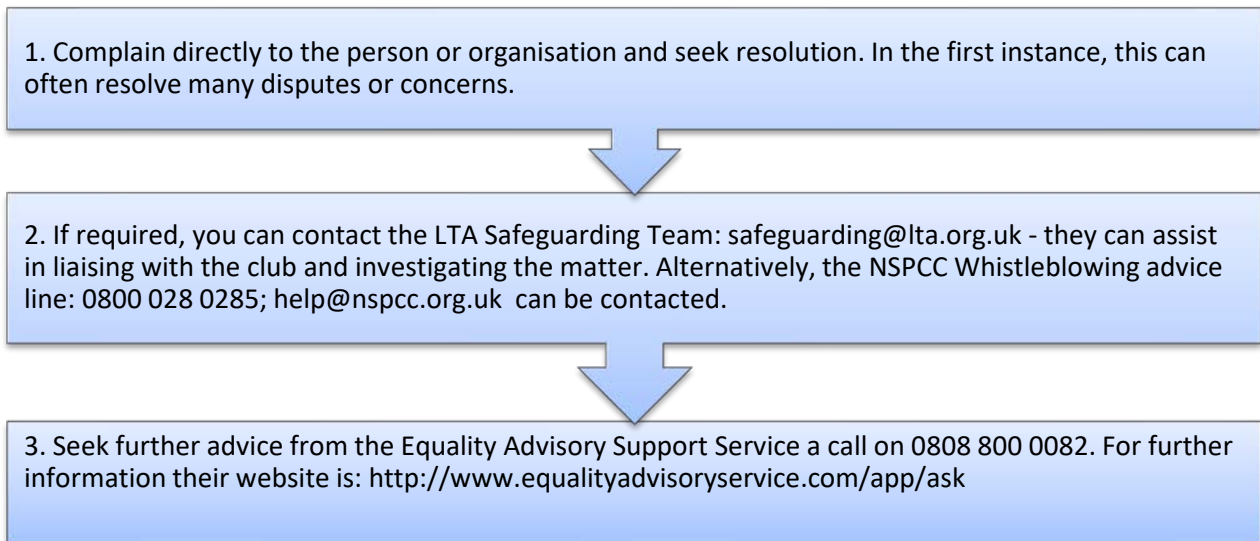 1. Complain directly to the person or organisation and seek resolution. In the first instance, this can
often resolve many disputes or concerns.
2. If required, you can contact the LTA Safeguarding Team: safeguarding@lta.org.uk - they can assist
in liaising with the club and investigating the matter. Alternatively, the NSPCC Whistleblowing advice
line: 0800 028 0285; help@nspcc.org.uk  can be contacted.
3. Seek further advice from the Equality Advisory Support Service a call on 0808 800 0082. For further
information their website is: http://www.equalityadvisoryservice.com/app/ask